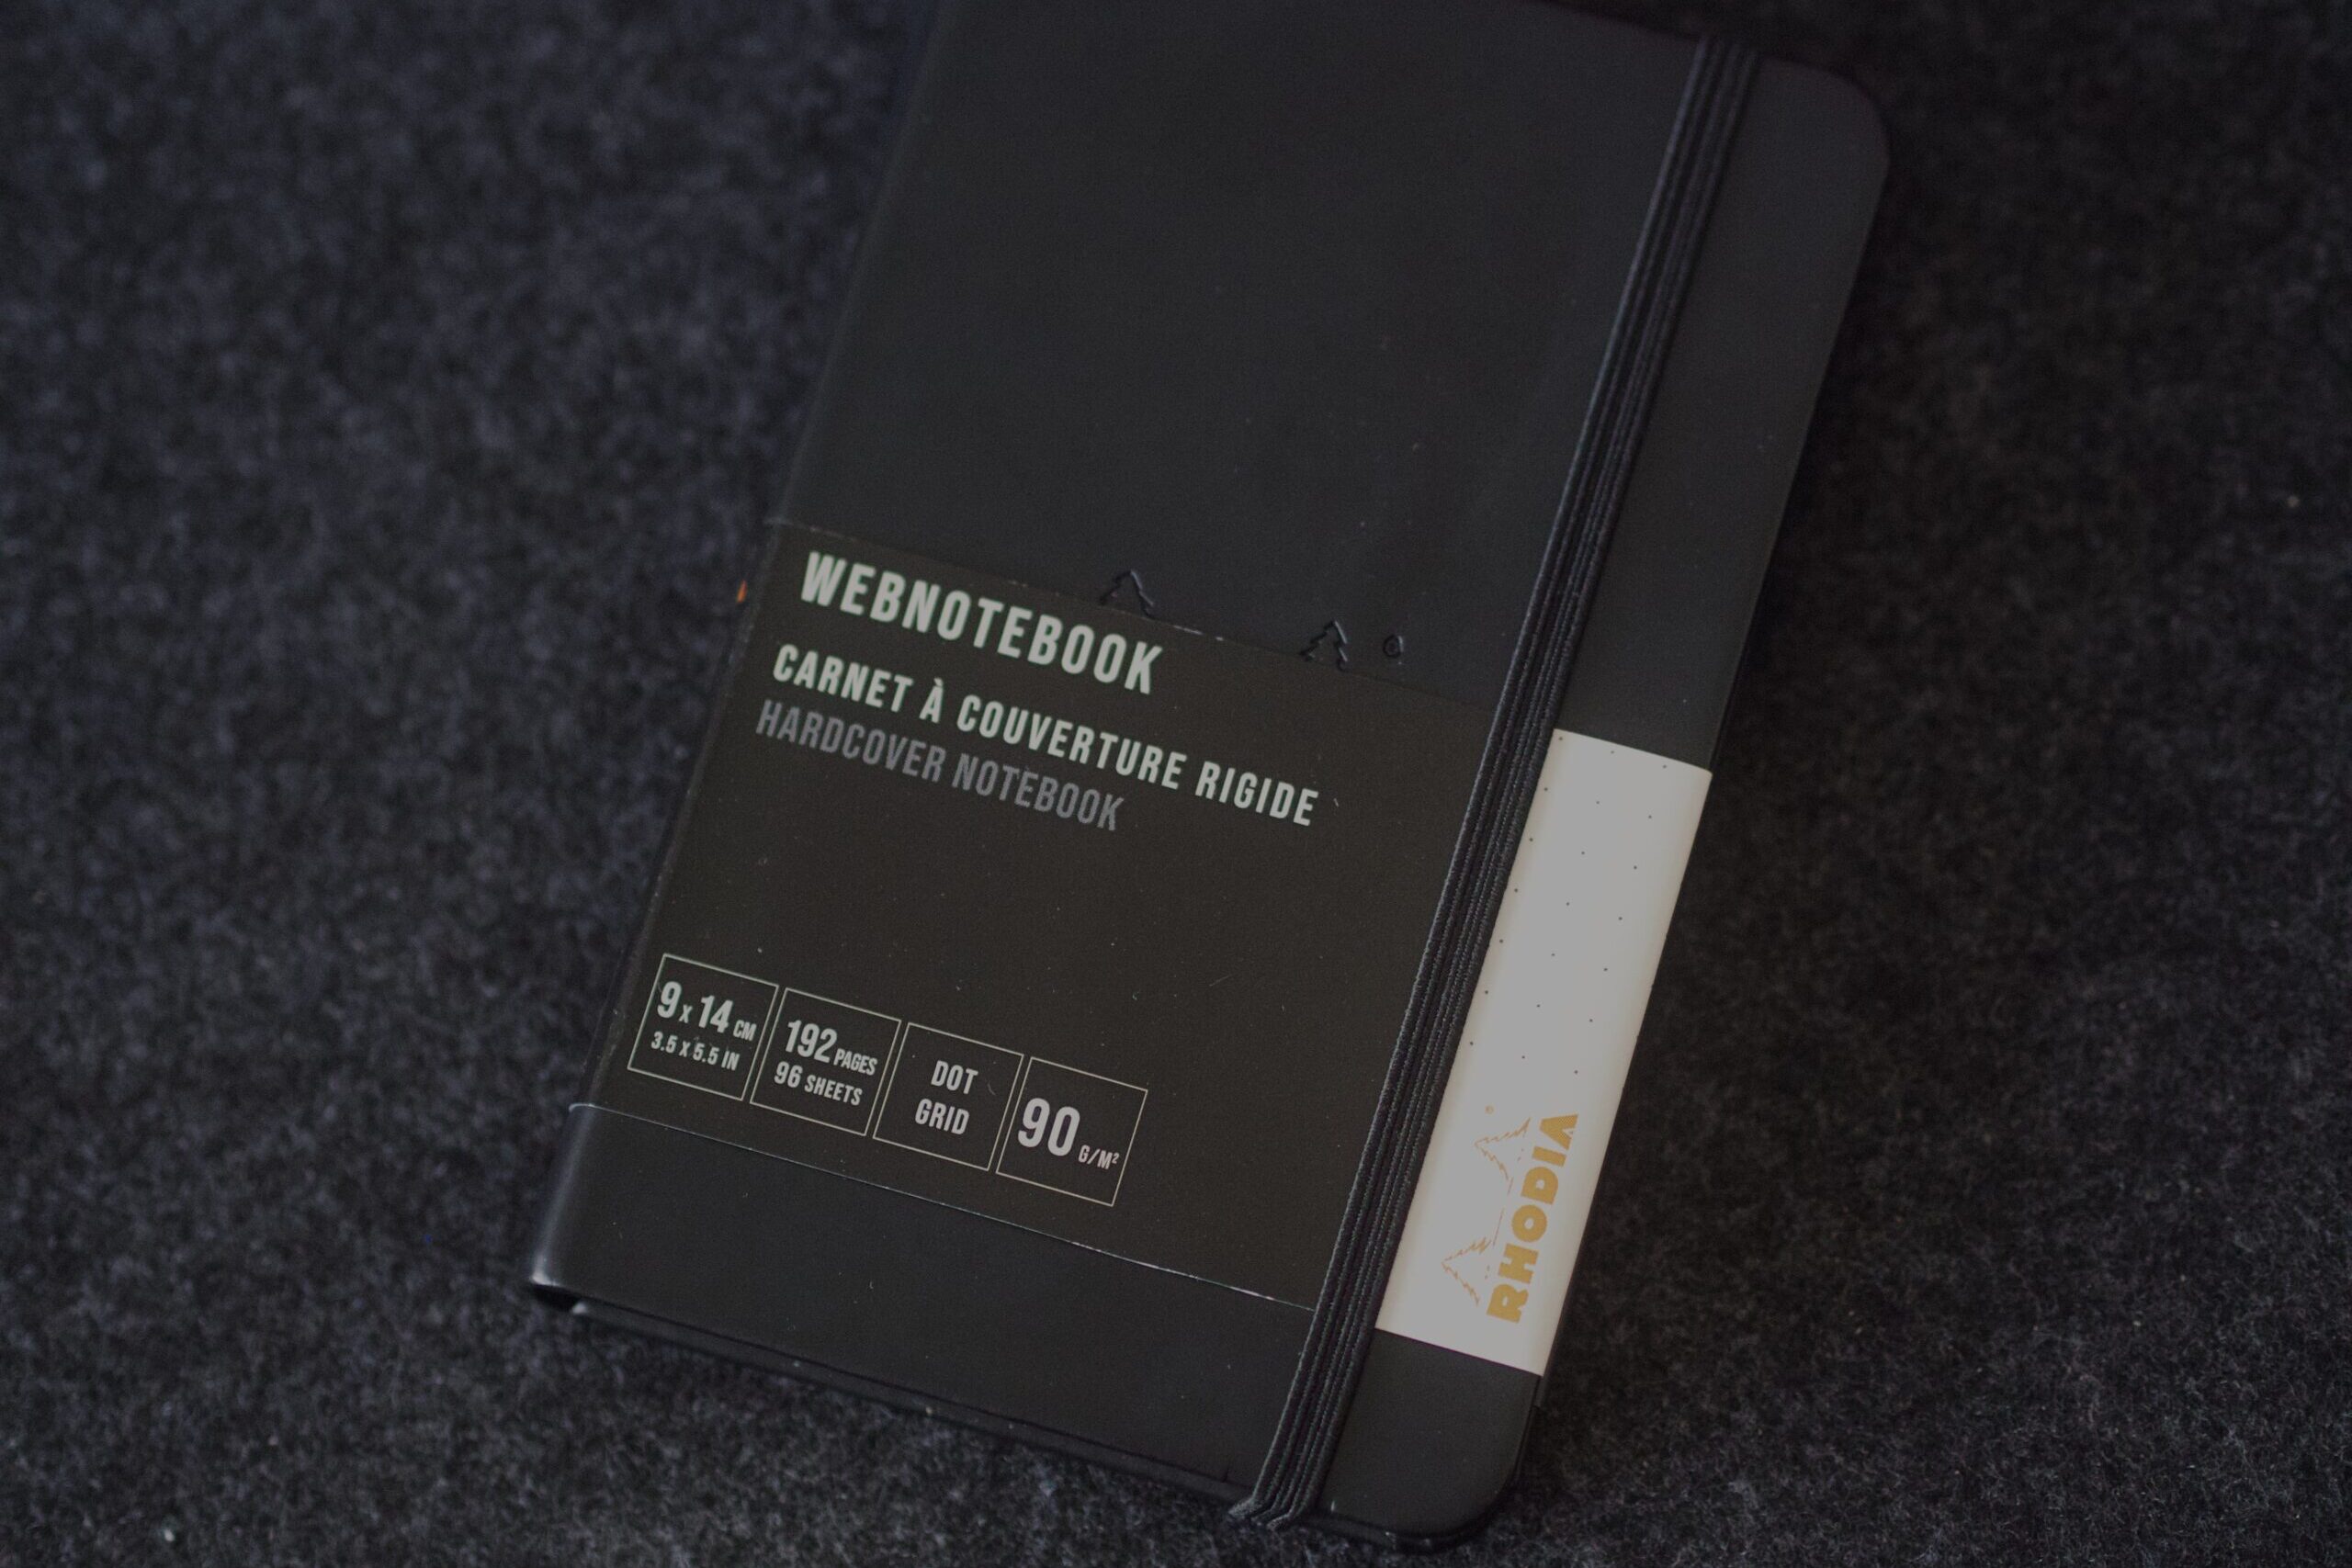 WEBNOTEBOOK
CARNET À COUVERTURE RIGIDE
HARDCOVER NOTEBOOK
9 X 14 CM
3.5 X 5.5 IN
192 PAGES
96 SHEETS
DOT
GRID
90 G/M²
RHODIA